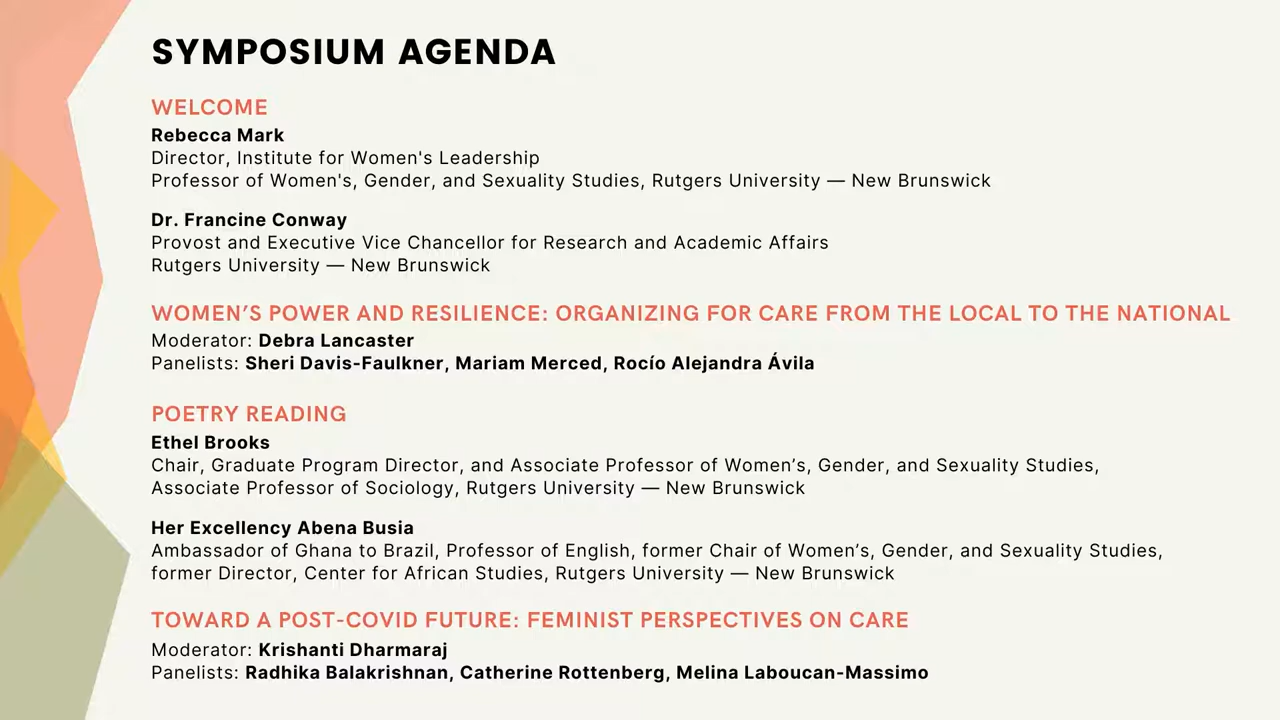 SYMPOSIUM AGENDA
WELCOME
Rebecca Mark
Director, Institute for Women's Leadership
Professor of Women's, Gender, and Sexuality Studies, Rutgers University — New Brunswick
Dr. Francine Conway
Provost and Executive Vice Chancellor for Research and Academic Affairs
Rutgers University — New Brunswick
WOMEN’S POWER AND RESILIENCE: ORGANIZING FOR CARE FROM THE LOCAL TO THE NATIONAL
Moderator: Debra Lancaster
Panelists: Sheri Davis-Faulkner, Mariam Merced, Rocío Alejandra Ávila
POETRY READING
Ethel Brooks
Chair, Graduate Program Director, and Associate Professor of Women’s, Gender, and Sexuality Studies,
Associate Professor of Sociology, Rutgers University — New Brunswick
Her Excellency Abena Busia
Ambassador of Ghana to Brazil, Professor of English, former Chair of Women’s, Gender, and Sexuality Studies,
former Director, Center for African Studies, Rutgers University — New Brunswick
TOWARD A POST-COVID FUTURE: FEMINIST PERSPECTIVES ON CARE
Moderator: Krishanti Dharmaraj
Panelists: Radhika Balakrishnan, Catherine Rottenberg, Melina Laboucan-Massimo